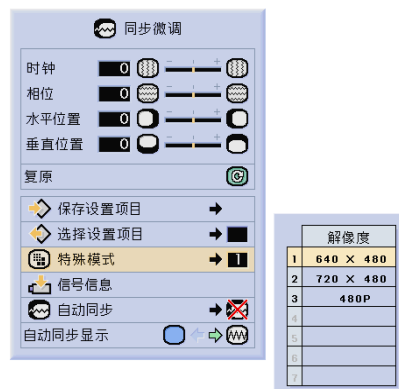 同步微调
时钟 0
相位 0
水平位置 0
垂直位置 0
复原
保存设置项目
选择设置项目
特殊模式 1
信号信息
自动同步
自动同步显示
解像度
1 640 × 480
2 720 × 480
3 480P
4
5
6
7